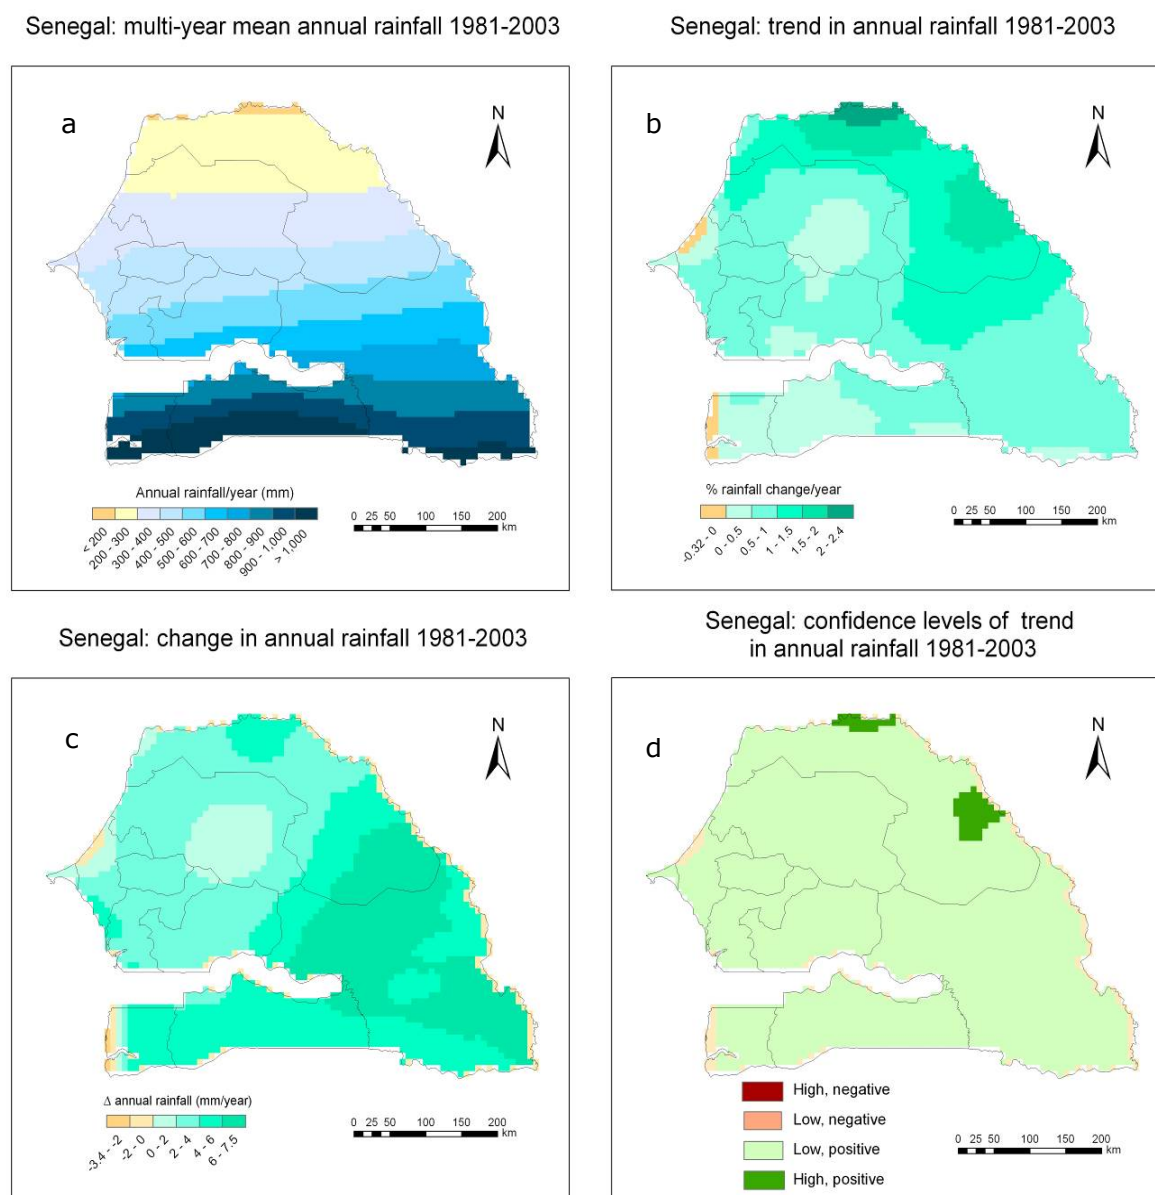 Senegal: multi-year mean annual rainfall 1981-2003
a
N
Annual rainfall/year (mm)
< 200
200 - 300
300 - 400
400 - 500
500 - 600
600 - 700
700 - 800
800 - 900
900 - 1,000
> 1,000
0 25 50 100 150 200
km
Senegal: trend in annual rainfall 1981-2003
b
N
% rainfall change/year
-0.32 - 0
0 - 0.5
0.5 - 1
1 - 1.5
1.5 - 2
2 - 2.4
0 25 50 100 150 200
km
Senegal: change in annual rainfall 1981-2003
c
N
Δ annual rainfall (mm/year)
-3.4 - -2
-2 - 0
0 - 2
2 - 4
4 - 6
6 - 7.5
0 25 50 100 150 200
km
Senegal: confidence levels of trend
in annual rainfall 1981-2003
d
N
High, negative
Low, negative
Low, positive
High, positive
0 25 50 100 150 200
km